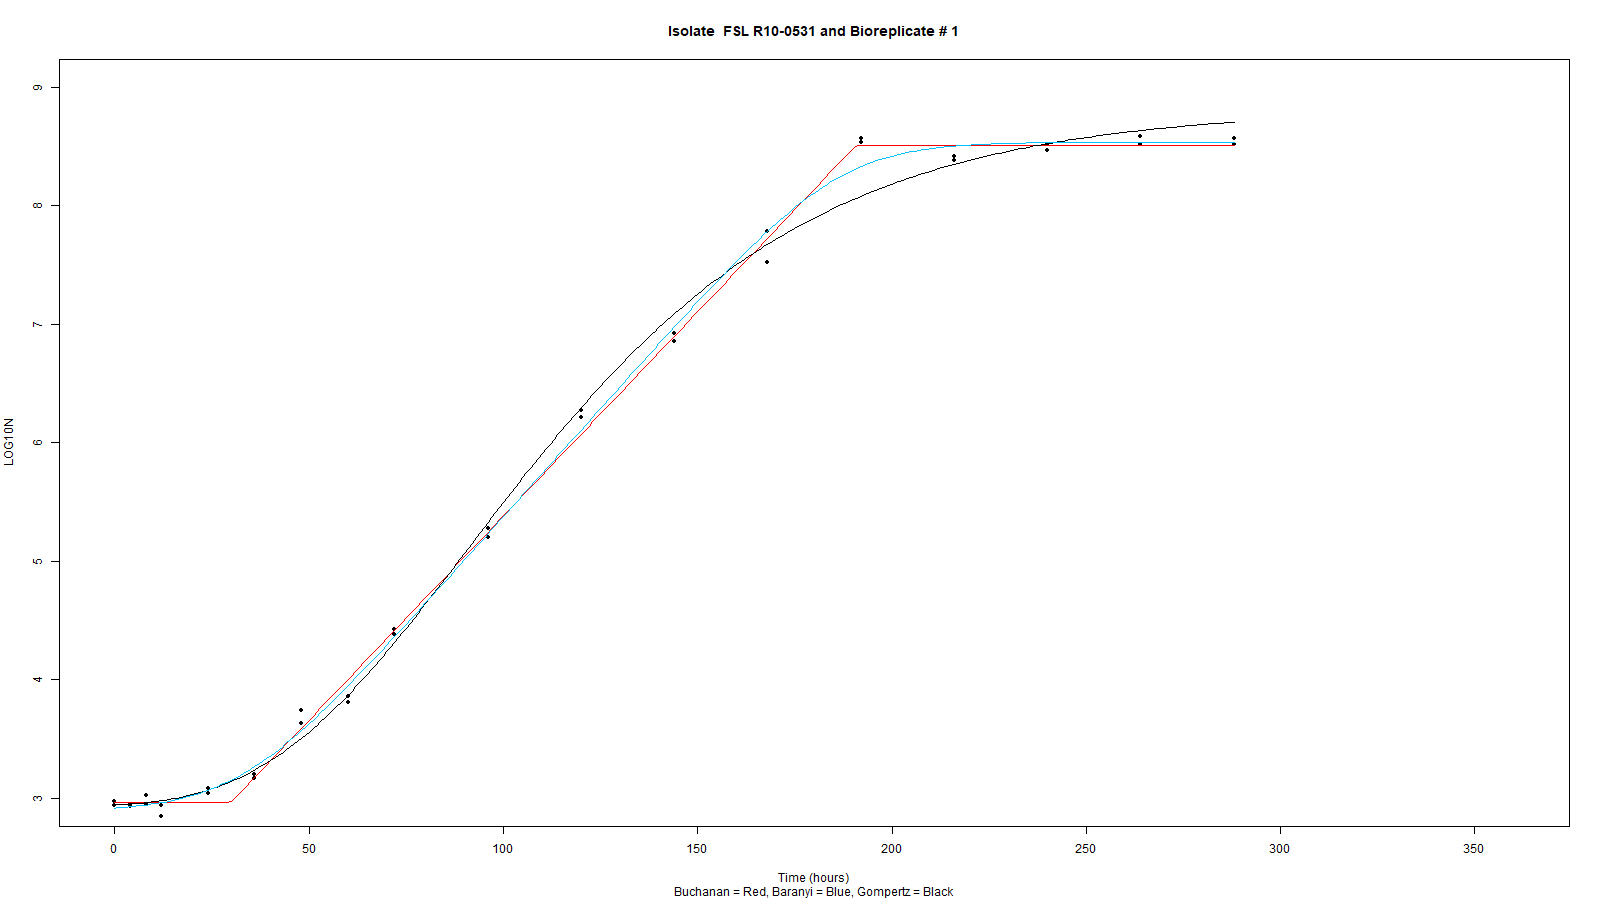 Isolate  FSL R10-0531 and Bioreplicate # 1
9
8
7
6
5
4
3
LOG10N
0 50 100 150 200 250 300 350
Time (hours)
Buchanan = Red, Baranyi = Blue, Gompertz = Black